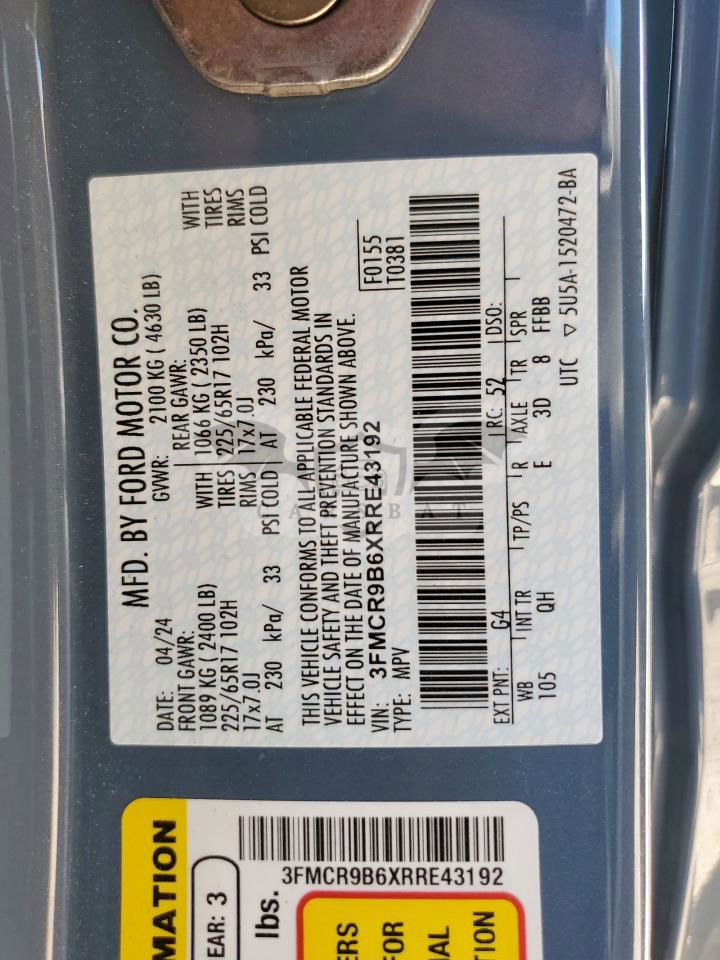 MFD. BY FORD MOTOR CO.
DATE: 04/24 GVWR: 2100 KG ( 4630 LB)
FRONT GAWR: REAR GAWR:
1089 KG ( 2400 LB) WITH 1066 KG ( 2350 LB) WITH
225/65R17 102H TIRES 225/65R17 102H TIRES
17x7.0J RIMS 17x7.0J RIMS
AT 230 kPa/ 33 PSI COLD AT 230 kPa/ 33 PSI COLD
THIS VEHICLE CONFORMS TO ALL APPLICABLE FEDERAL MOTOR
VEHICLE SAFETY AND THEFT PREVENTION STANDARDS IN
EFFECT ON THE DATE OF MANUFACTURE SHOWN ABOVE.
VIN: 3FMCR9B6XRRE43192 F0155
TYPE: MPV T0381
EXT PNT: G4 RC: 52 DSO:
WB INT TR TP/PS R AXLE TR SPR
105 QH E 3D 8 FFBB
UTC ▽ 5U5A-1520472-BA
CARSBAT
MATION
EAR: 3
lbs.
3FMCR9B6XRRE43192
ERS
FOR
TION